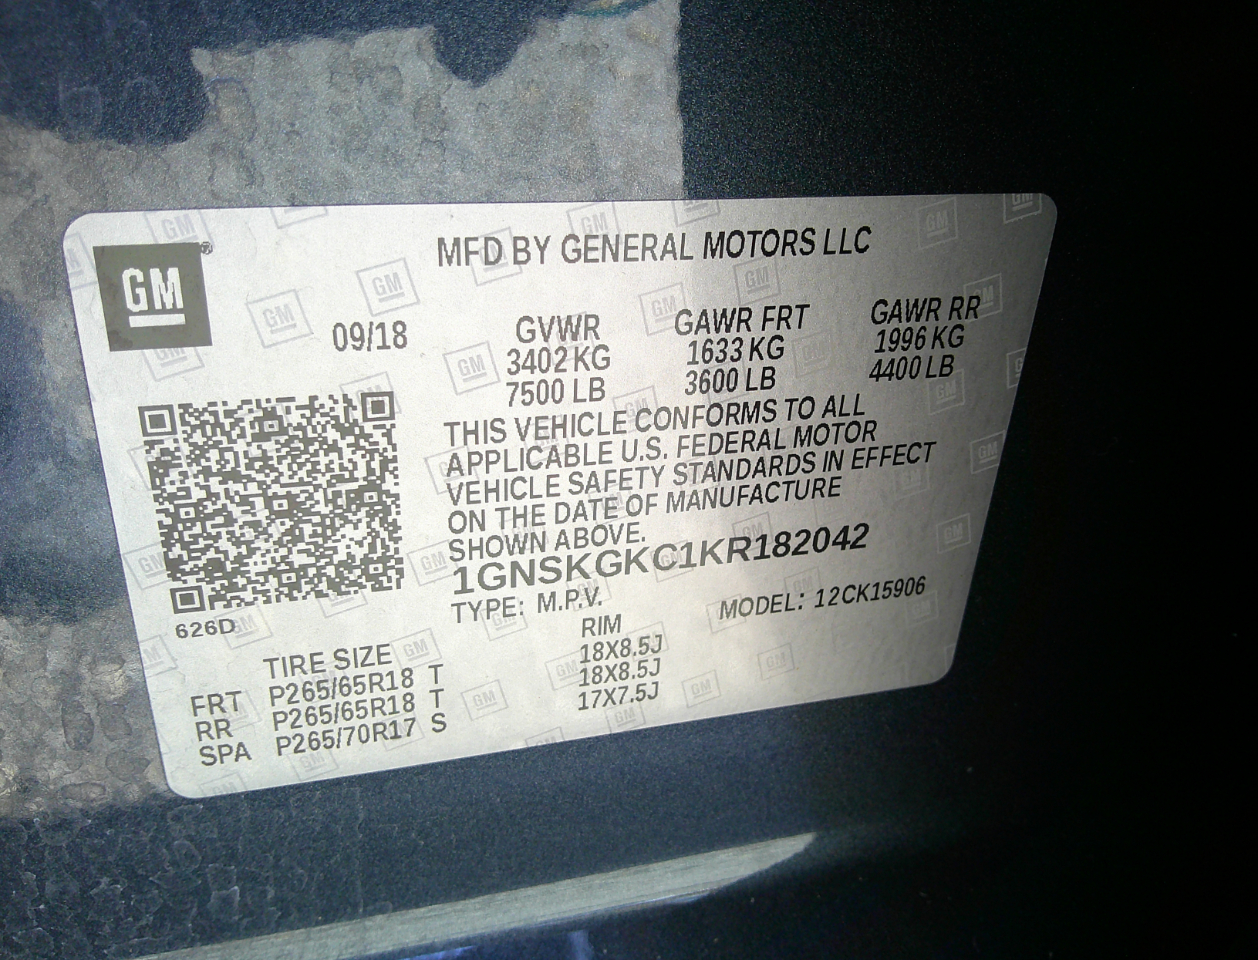 GM®
MFD BY GENERAL MOTORS LLC
09/18 GVWR GAWR FRT GAWR RR
3402 KG 1633 KG 1996 KG
7500 LB 3600 LB 4400 LB
THIS VEHICLE CONFORMS TO ALL
APPLICABLE U.S. FEDERAL MOTOR
VEHICLE SAFETY STANDARDS IN EFFECT
ON THE DATE OF MANUFACTURE
SHOWN ABOVE.
1GNSKGKC1KR182042
TYPE: M.P.V. MODEL: 12CK15906
626D
TIRE SIZE RIM
FRT P265/65R18 T 18X8.5J
RR P265/65R18 T 18X8.5J
SPA P265/70R17 S 17X7.5J